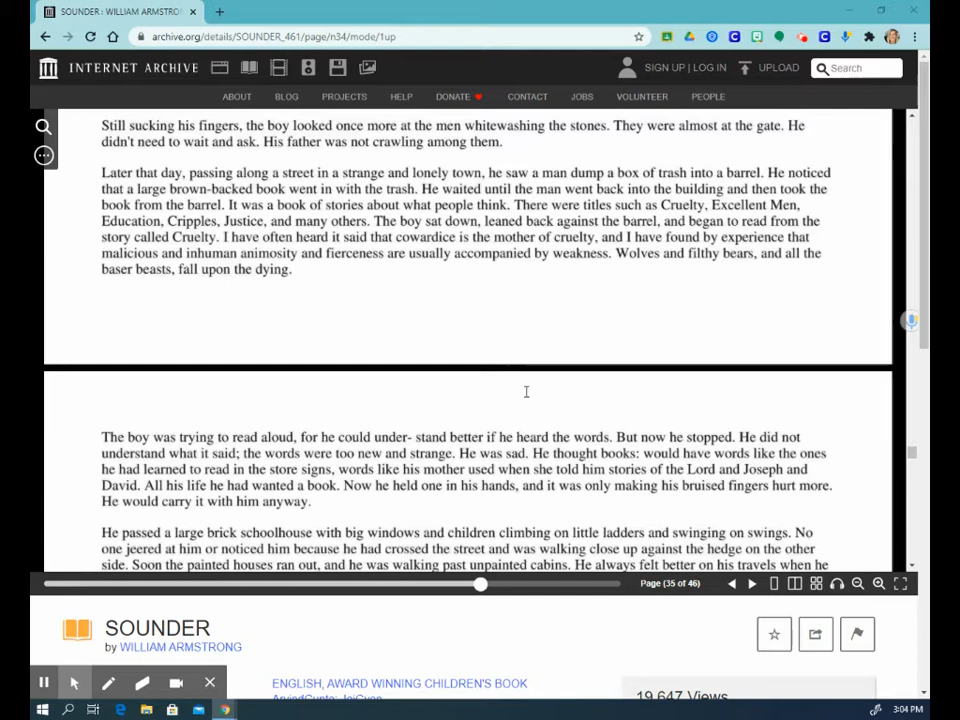 SOUNDER : WILLIAM ARMSTRO
archive.org/details/SOUNDER_461/page/n34/mode/1up
INTERNET ARCHIVE
SIGN UP | LOG IN
UPLOAD
Search
ABOUT
BLOG
PROJECTS
HELP
DONATE
CONTACT
JOBS
VOLUNTEER
PEOPLE
Still sucking his fingers, the boy looked once more at the men whitewashing the stones. They were almost at the gate. He
didn't need to wait and ask. His father was not crawling among them.
Later that day, passing along a street in a strange and lonely town, he saw a man dump a box of trash into a barrel. He noticed
that a large brown-backed book went in with the trash. He waited until the man went back into the building and then took the
book from the barrel. It was a book of stories about what people think. There were titles such as Cruelty, Excellent Men,
Education, Cripples, Justice, and many others. The boy sat down, leaned back against the barrel, and began to read from the
story called Cruelty. I have often heard it said that cowardice is the mother of cruelty, and I have found by experience that
malicious and inhuman animosity and fierceness are usually accompanied by weakness. Wolves and filthy bears, and all the
baser beasts, fall upon the dying.
The boy was trying to read aloud, for he could under- stand better if he heard the words. But now he stopped. He did not
understand what it said; the words were too new and strange. He was sad. He thought books: would have words like the ones
he had learned to read in the store signs, words like his mother used when she told him stories of the Lord and Joseph and
David. All his life he had wanted a book. Now he held one in his hands, and it was only making his bruised fingers hurt more.
He would carry it with him anyway.
He passed a large brick schoolhouse with big windows and children climbing on little ladders and swinging on swings. No
one jeered at him or noticed him because he had crossed the street and was walking close up against the hedge on the other
side. Soon the painted houses ran out, and he was walking past unpainted cabins. He always felt better on his travels when he
Page (35 of 46)
SOUNDER
by WILLIAM ARMSTRONG
ENGLISH, AWARD WINNING CHILDREN'S BOOK
19,647 Views
3:04 PM